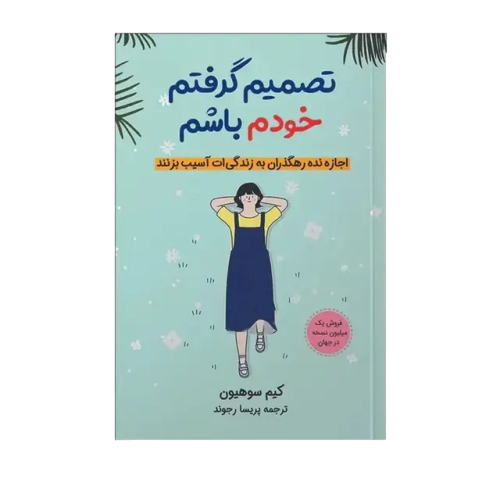 تصمیم گرفتم
خودم باشم
اجازه نده رهگذران به زندگی‌ات آسیب بزنند
فروش یک
میلیون نسخه
در جهان
کیم سوهیون
ترجمه پریسا رجوند